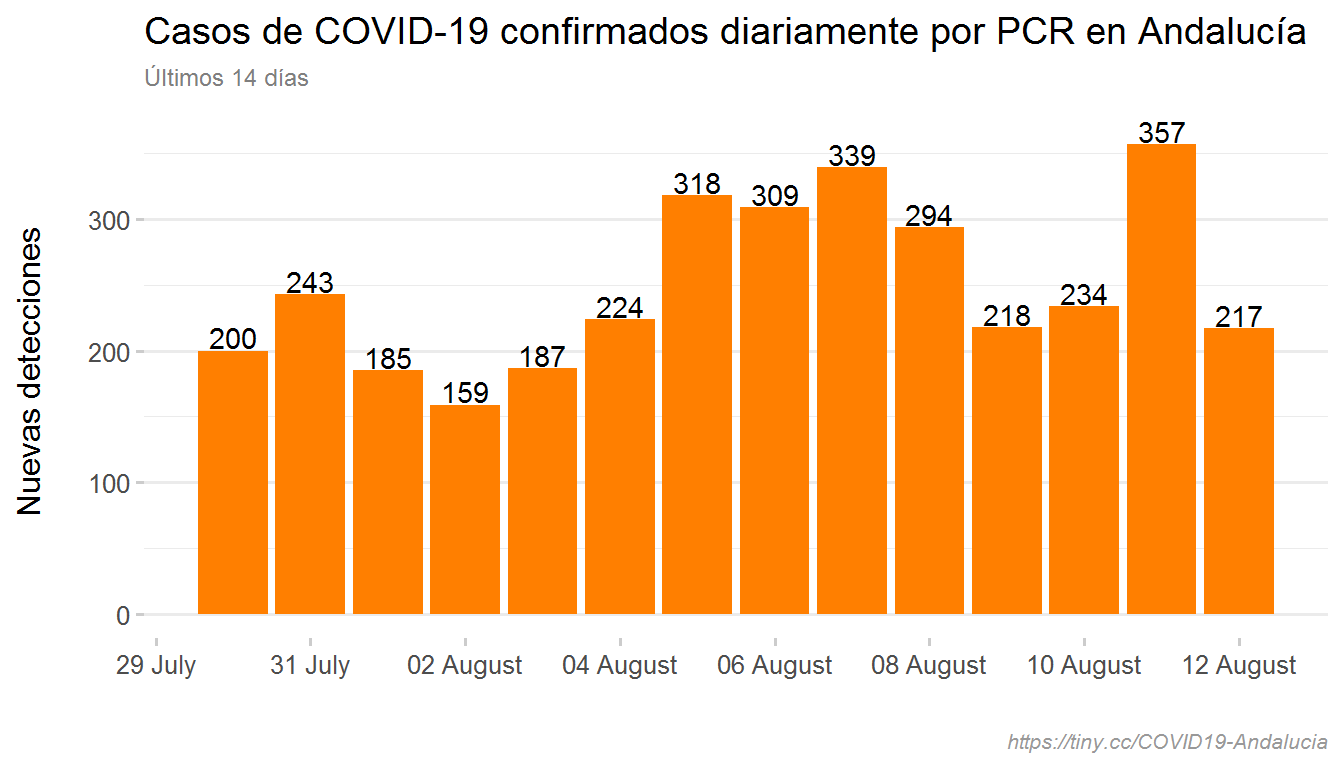 Casos de COVID-19 confirmados diariamente por PCR en Andalucía
Últimos 14 días
Nuevas detecciones
300
200
100
0
200
243
185
159
187
224
318
309
339
294
218
234
357
217
29 July
31 July
02 August
04 August
06 August
08 August
10 August
12 August
https://tiny.cc/COVID19-Andalucia